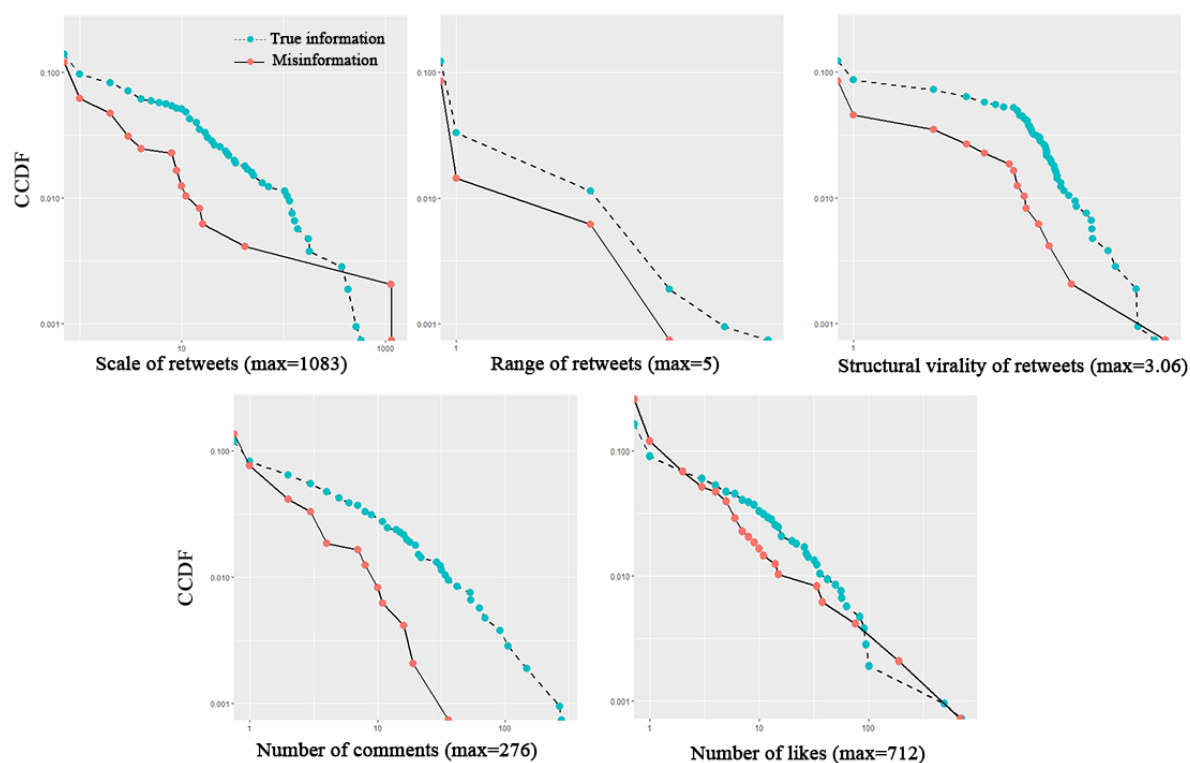 True information
Misinformation
CCDF
0.100
0.010
0.001
10
1000
Scale of retweets (max=1083)
0.100
0.010
0.001
1
Range of retweets (max=5)
0.100
0.010
0.001
1
Structural virality of retweets (max=3.06)
CCDF
0.100
0.010
0.001
1
10
100
Number of comments (max=276)
0.100
0.010
0.001
1
10
100
Number of likes (max=712)